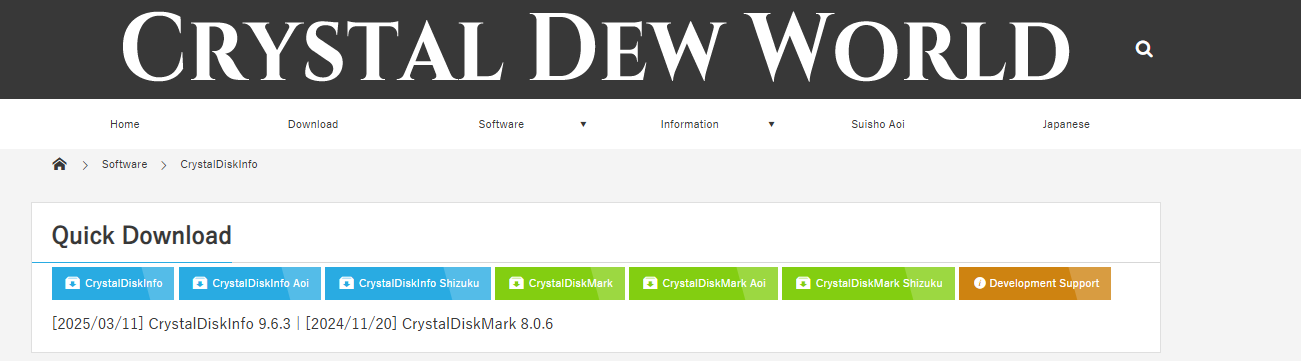 CRYSTAL DEW WORLD
Home Download Software ▼ Information ▼ Suisho Aoi Japanese
Software CrystalDiskInfo
Quick Download
CrystalDiskInfo CrystalDiskInfo Aoi CrystalDiskInfo Shizuku CrystalDiskMark CrystalDiskMark Aoi CrystalDiskMark Shizuku Development Support
[2025/03/11] CrystalDiskInfo 9.6.3 | [2024/11/20] CrystalDiskMark 8.0.6